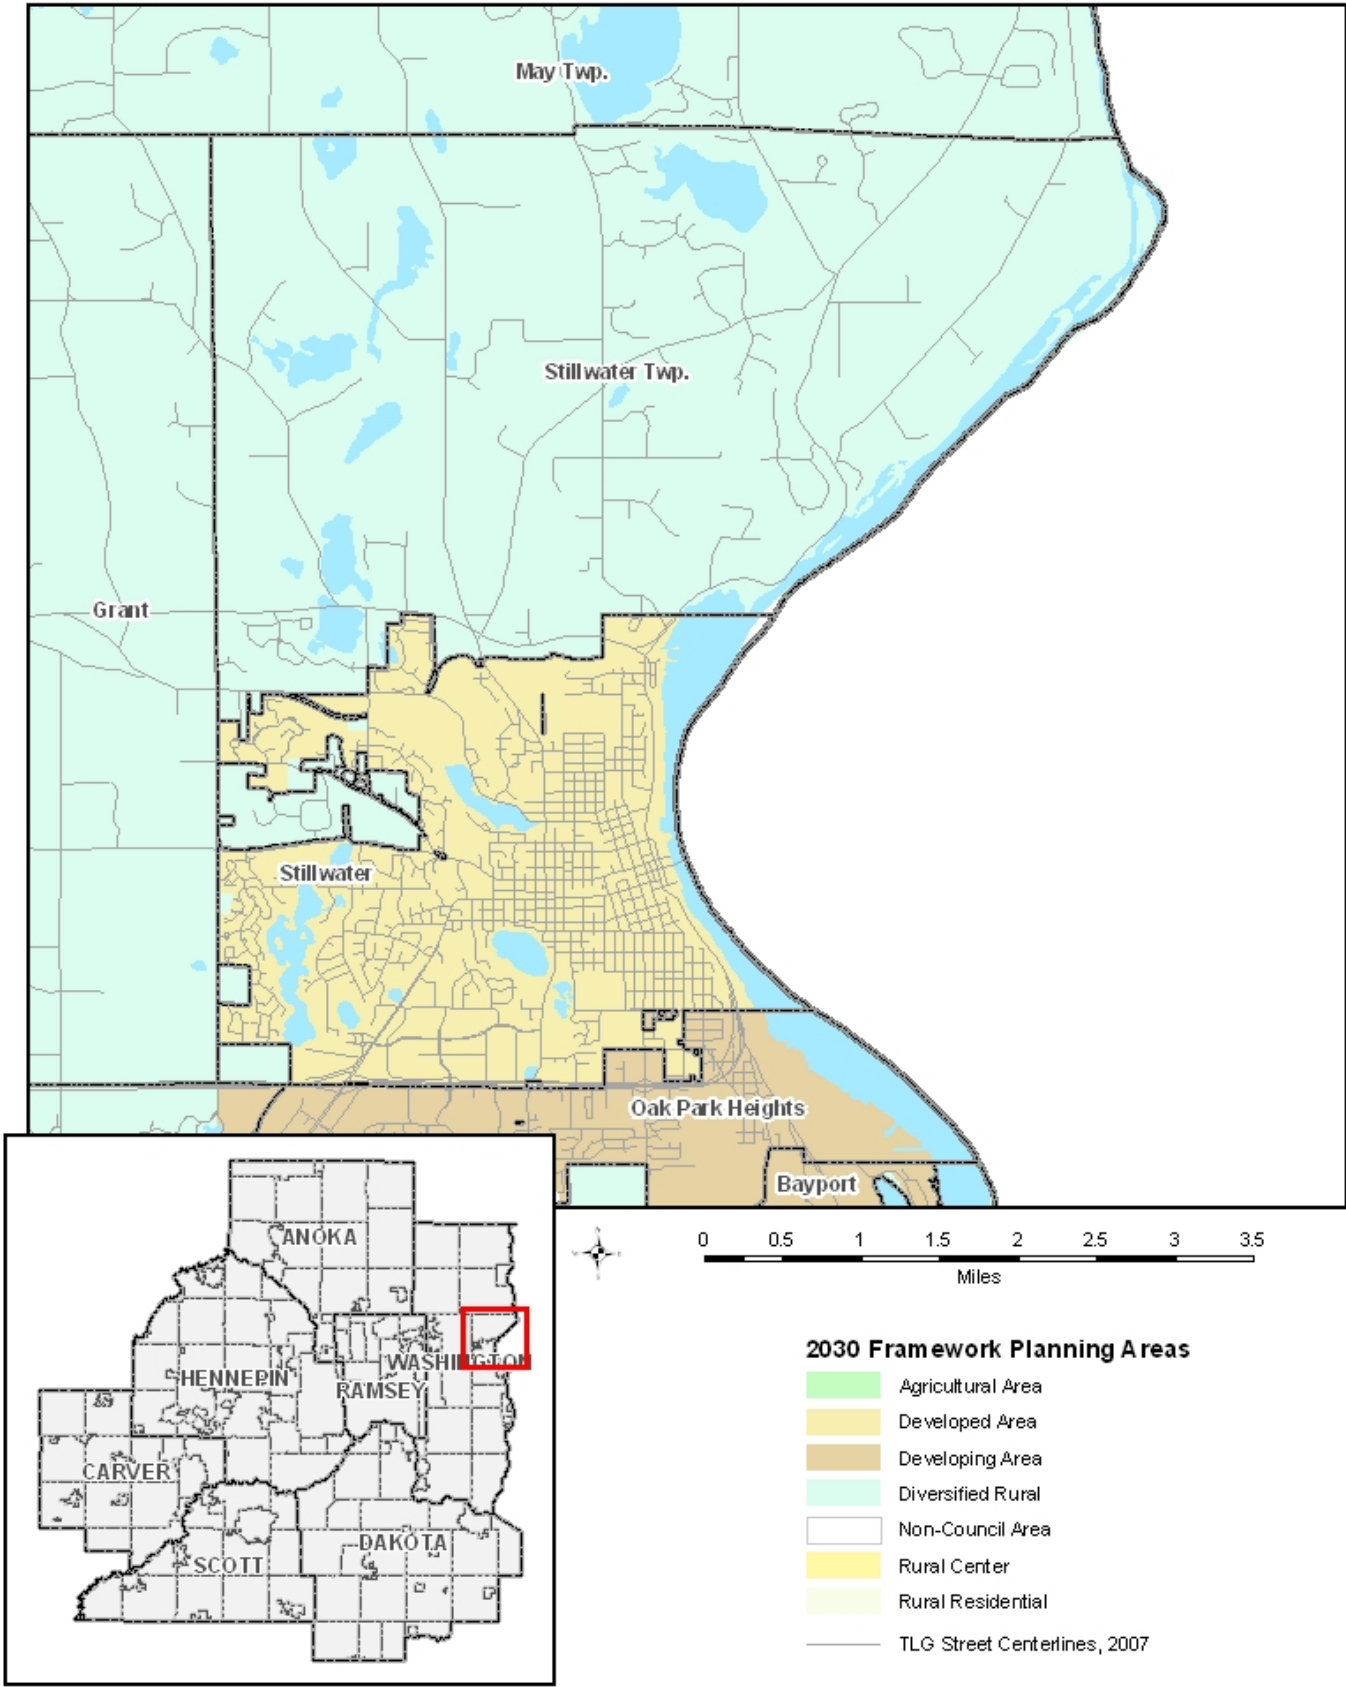 May Twp.
Stillwater Twp.
Grant
Stillwater
Oak Park Heights
Bayport
ANOKA
WASHINGTON
HENNEPIN
RAMSEY
CARVER
DAKOTA
SCOTT
0 0.5 1 1.5 2 2.5 3 3.5
Miles
2030 Framework Planning Areas
Agricultural Area
Developed Area
Developing Area
Diversified Rural
Non-Council Area
Rural Center
Rural Residential
TLG Street Centerlines, 2007